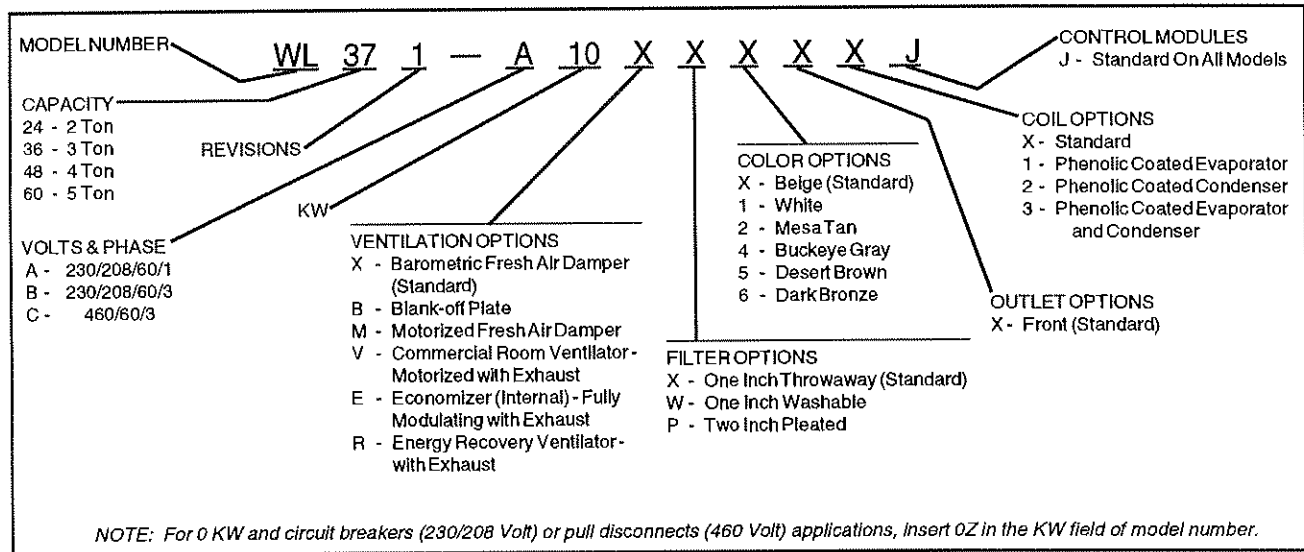 MODEL NUMBER
WL 37 1 — A 10 X X X X X J
CONTROL MODULES
J - Standard On All Models
CAPACITY
24 - 2 Ton
36 - 3 Ton
48 - 4 Ton
60 - 5 Ton
REVISIONS
KW
VOLTS & PHASE
A - 230/208/60/1
B - 230/208/60/3
C - 460/60/3
VENTILATION OPTIONS
X - Barometric Fresh Air Damper
(Standard)
B - Blank-off Plate
M - Motorized Fresh Air Damper
V - Commercial Room Ventilator -
Motorized with Exhaust
E - Economizer (Internal) - Fully
Modulating with Exhaust
R - Energy Recovery Ventilator -
with Exhaust
COLOR OPTIONS
X - Beige (Standard)
1 - White
2 - Mesa Tan
4 - Buckeye Gray
5 - Desert Brown
6 - Dark Bronze
FILTER OPTIONS
X - One Inch Throwaway (Standard)
W - One Inch Washable
P - Two Inch Pleated
COIL OPTIONS
X - Standard
1 - Phenolic Coated Evaporator
2 - Phenolic Coated Condenser
3 - Phenolic Coated Evaporator
and Condenser
OUTLET OPTIONS
X - Front (Standard)
NOTE: For 0 KW and circuit breakers (230/208 Volt) or pull disconnects (460 Volt) applications, insert 0Z in the KW field of model number.